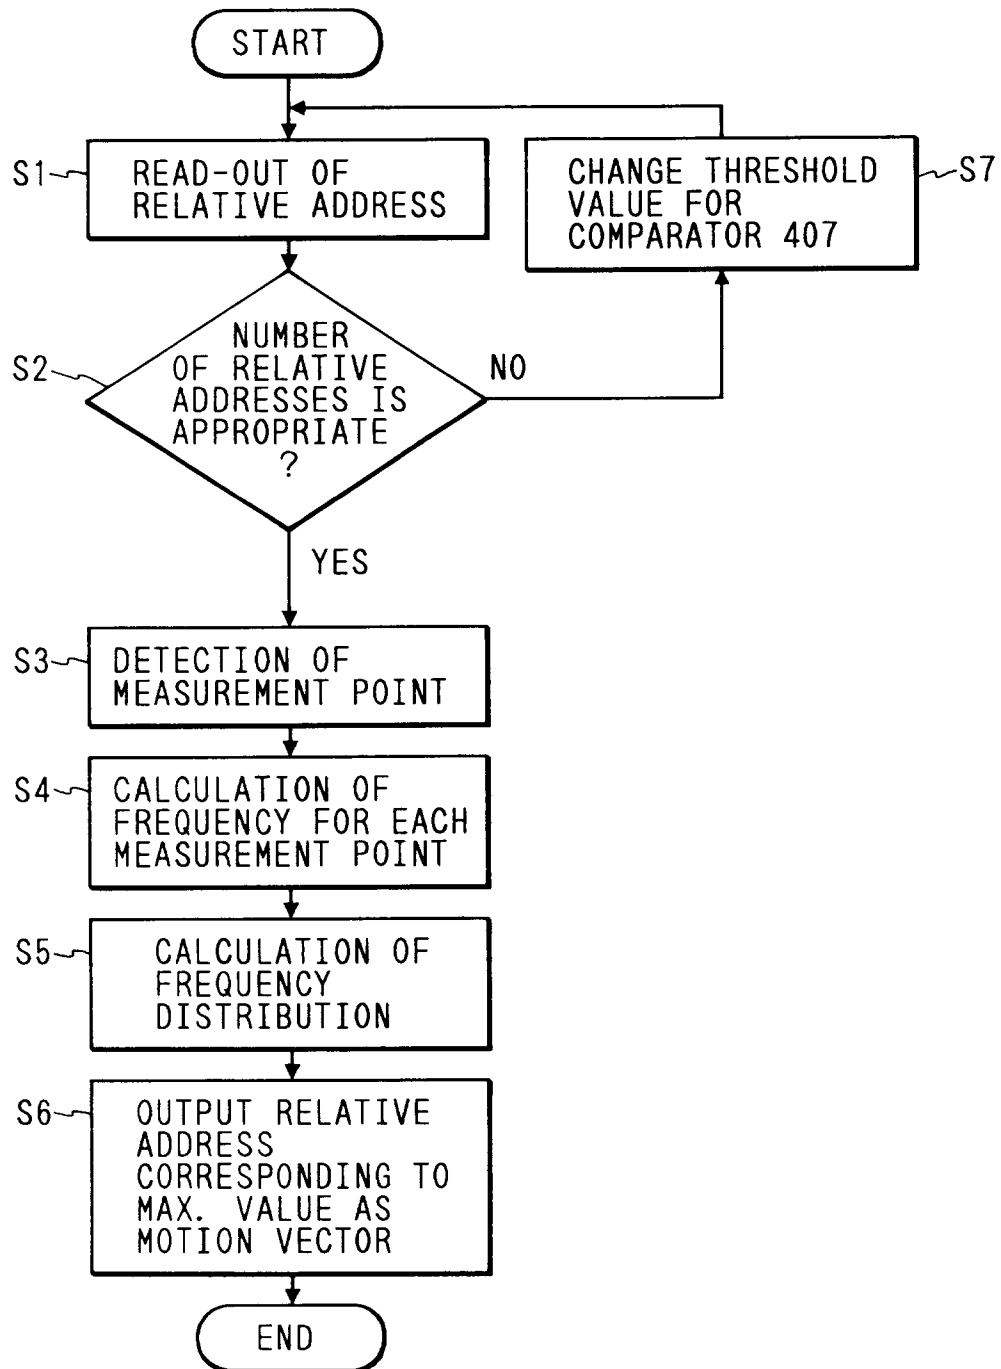 START
S1
READ-OUT OF
RELATIVE ADDRESS
CHANGE THRESHOLD
VALUE FOR
COMPARATOR 407
S7
S2
NUMBER
OF RELATIVE
ADDRESSES IS
APPROPRIATE
?
NO
YES
S3
DETECTION OF
MEASUREMENT POINT
S4
CALCULATION OF
FREQUENCY FOR EACH
MEASUREMENT POINT
S5
CALCULATION OF
FREQUENCY
DISTRIBUTION
S6
OUTPUT RELATIVE
ADDRESS
CORRESPONDING TO
MAX. VALUE AS
MOTION VECTOR
END